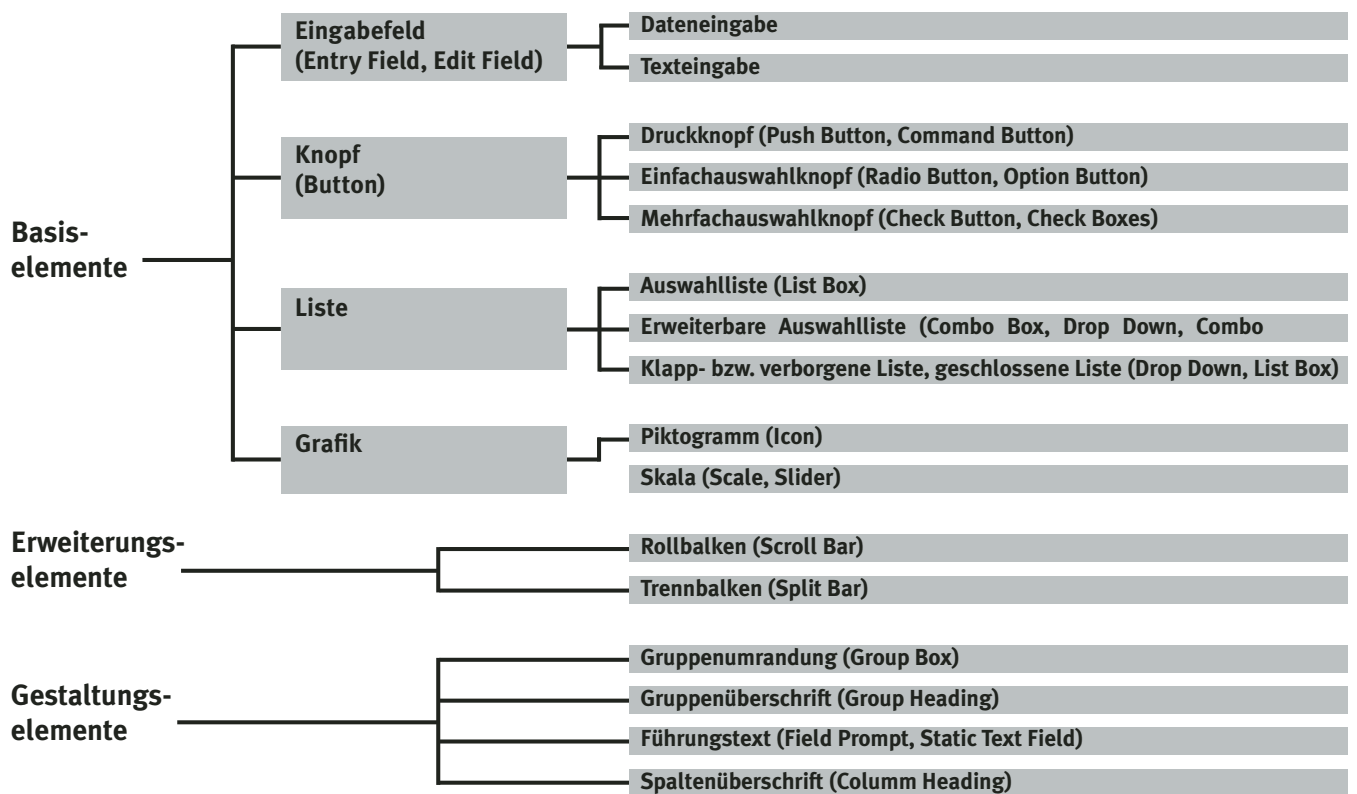 Basis-
elemente
Eingabefeld
(Entry Field, Edit Field)
Dateneingabe
Texteingabe
Knopf
(Button)
Druckknopf (Push Button, Command Button)
Einfachauswahlknopf (Radio Button, Option Button)
Mehrfachauswahlknopf (Check Button, Check Boxes)
Liste
Auswahlliste (List Box)
Erweiterbare Auswahlliste (Combo Box, Drop Down, Combo
Klapp- bzw. verborgene Liste, geschlossene Liste (Drop Down, List Box)
Grafik
Piktogramm (Icon)
Skala (Scale, Slider)
Erweiterungs-
elemente
Rollbalken (Scroll Bar)
Trennbalken (Split Bar)
Gestaltungs-
elemente
Gruppenumrandung (Group Box)
Gruppenüberschrift (Group Heading)
Führungstext (Field Prompt, Static Text Field)
Spaltenüberschrift (Columm Heading)